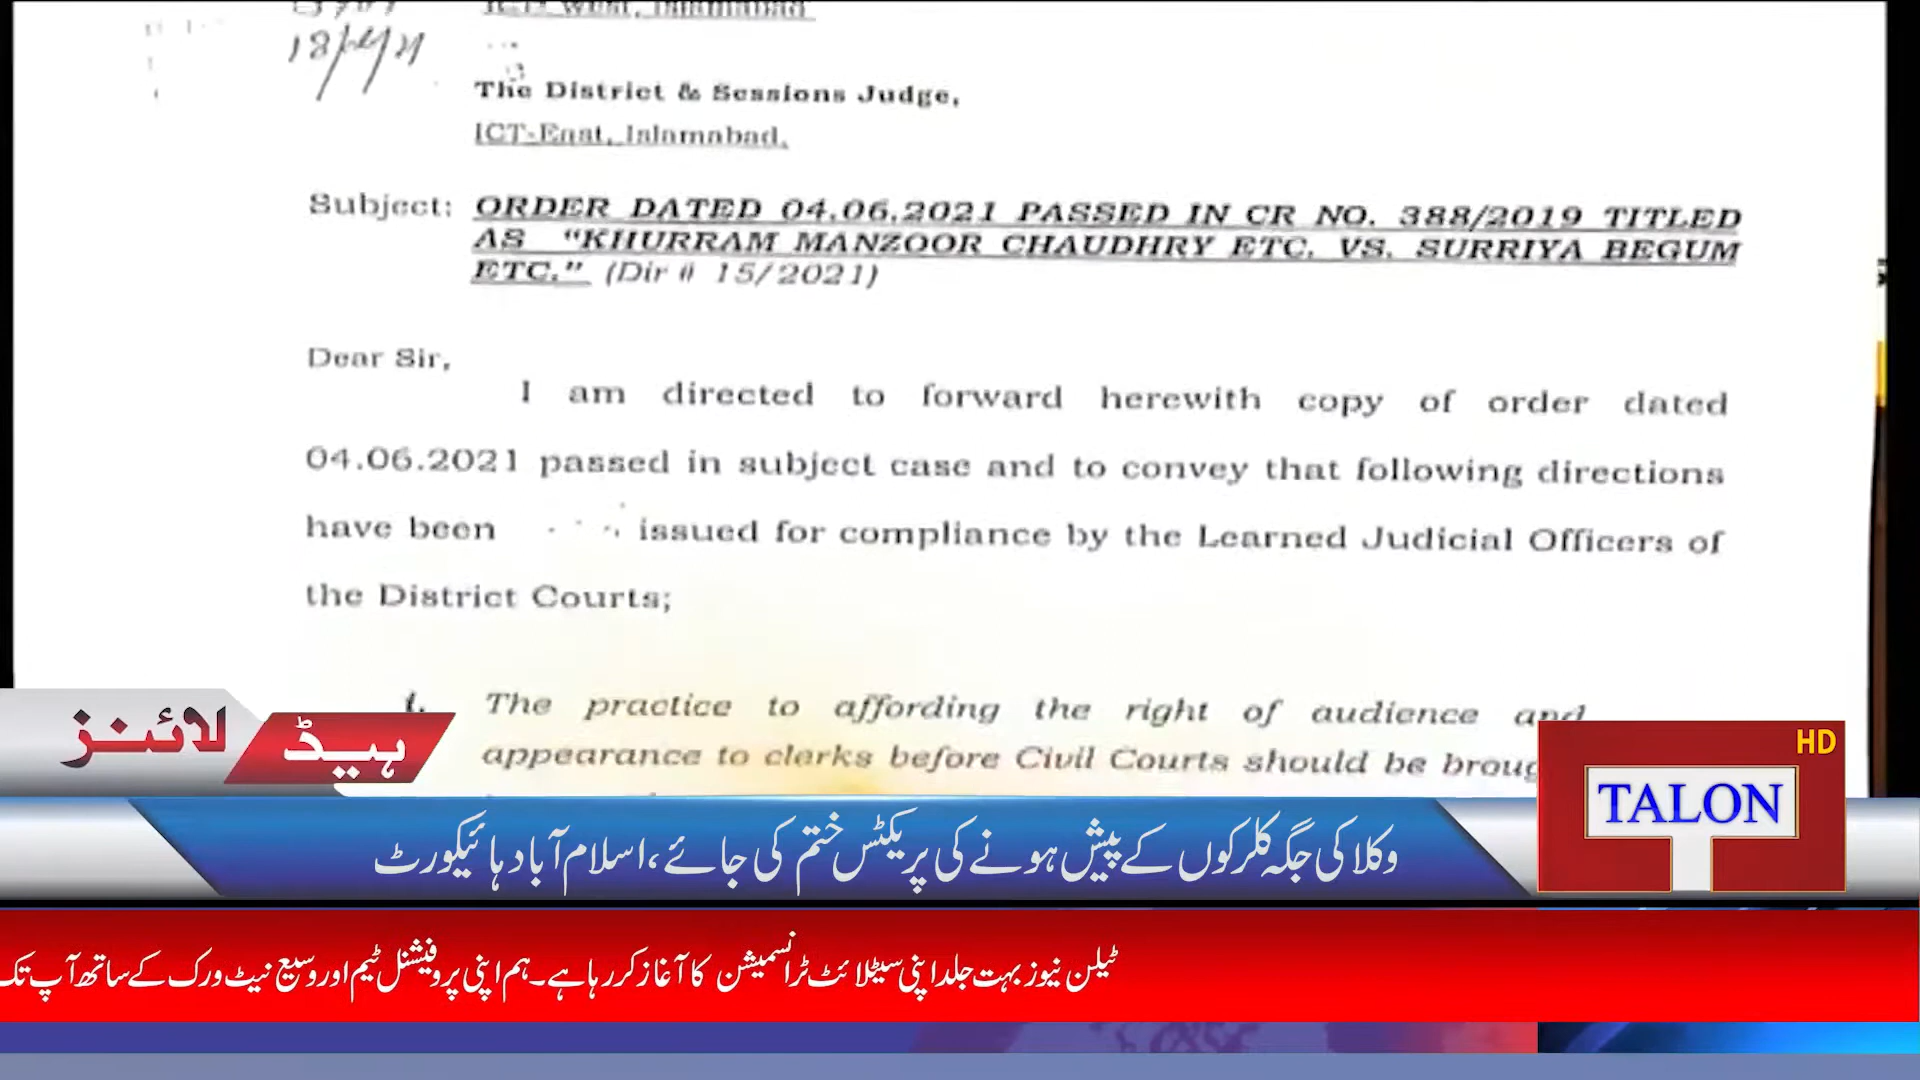 ICT- West, Islamabad
The District & Sessions Judge,
ICT-East, Islamabad.
Subject: ORDER DATED 04.06.2021 PASSED IN CR NO. 388/2019 TITLED
AS "KHURRAM MANZOOR CHAUDHRY ETC. VS. SURRIYA BEGUM
ETC." (Dir # 15/2021)
Dear Sir,
I am directed to forward herewith copy of order dated
04.06.2021 passed in subject case and to convey that following directions
have been issued for compliance by the Learned Judicial Officers of
the District Courts;
i. The practice to affording the right of audience and
appearance to clerks before Civil Courts should be broug
ہیڈ لائنز
HD
TALON
وکلا کی جگہ کلرکوں کے پیش ہونے کی پریکٹس ختم کی جائے، اسلام آباد ہائیکورٹ
ٹیلن نیوز بہت جلد اپنی سیٹلائٹ ٹرانسمیشن کا آغاز کر رہا ہے۔ ہم اپنی پروفیشنل ٹیم اور وسیع نیٹ ورک کے ساتھ آپ تک